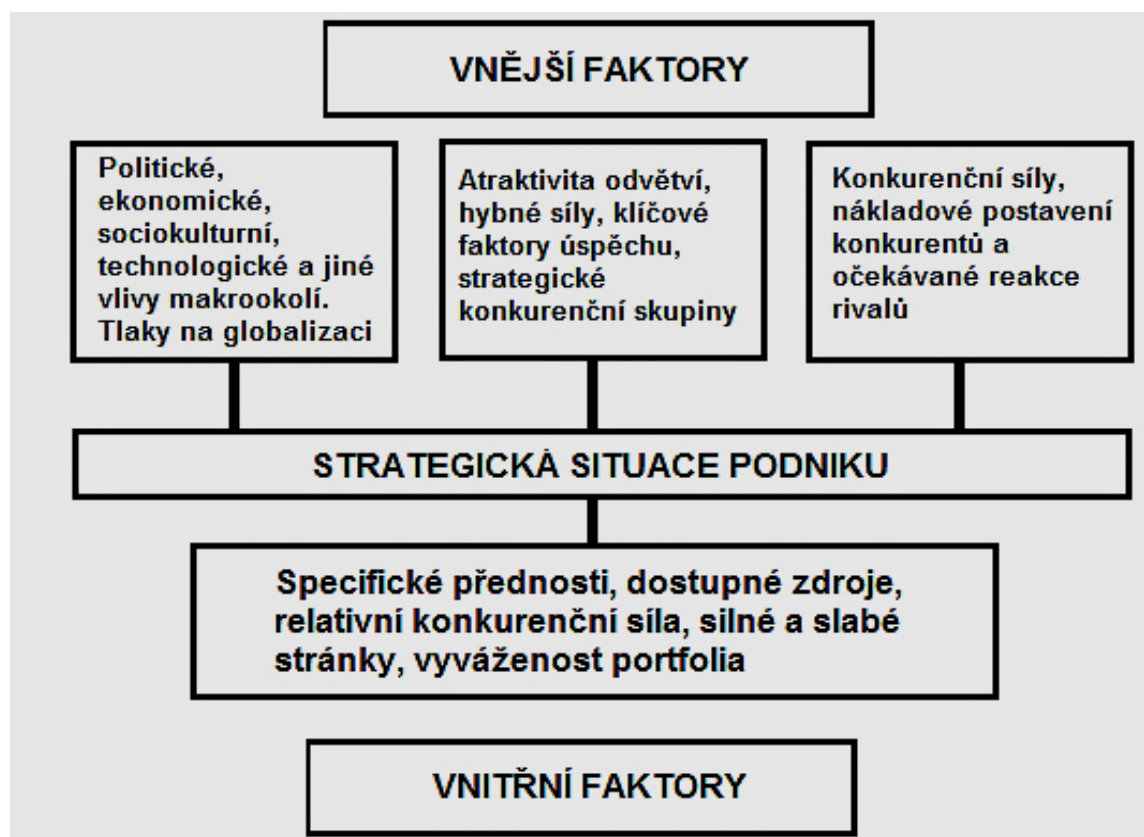 VNĚJŠÍ FAKTORY
Politické,
ekonomické,
sociokulturní,
technologické a jiné
vlivy makrookolí.
Tlaky na globalizaci
Atraktivita odvětví,
hybné síly, klíčové
faktory úspěchu,
strategické
konkurenční skupiny
Konkurenční síly,
nákladové postavení
konkurentů a
očekávané reakce
rivalů
STRATEGICKÁ SITUACE PODNIKU
Specifické přednosti, dostupné zdroje,
relativní konkurenční síla, silné a slabé
stránky, vyváženost portfolia
VNITŘNÍ FAKTORY